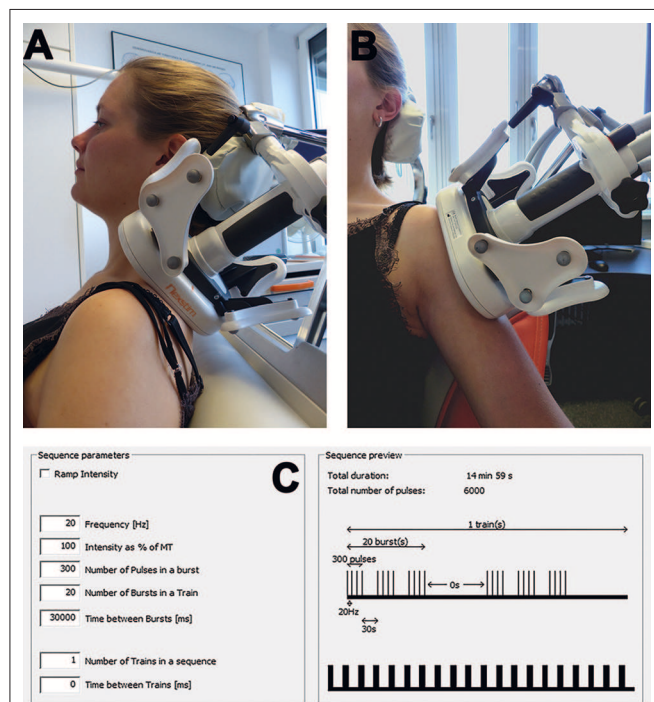 A
B
nexstim
Sequence parameters
C
Ramp Intensity
20 Frequency [Hz]
100 Intensity as % of MT
300 Number of Pulses in a burst
20 Number of Bursts in a Train
30000 Time between Bursts [ms]
1 Number of Trains in a sequence
0 Time between Trains [ms]
Sequence preview
Total duration: 14 min 59 s
Total number of pulses: 6000
1 train(s)
20 burst(s)
300 pulses
0s
20Hz
30s